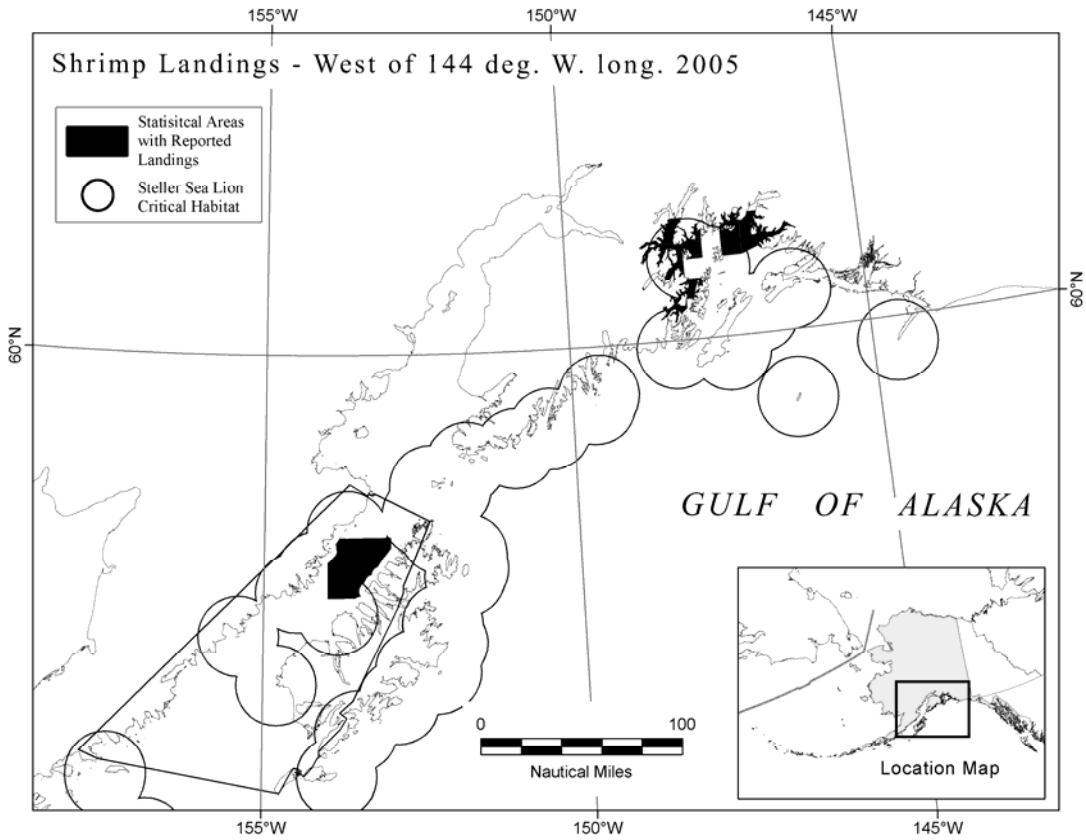 155°W 150°W 145°W
Shrimp Landings - West of 144 deg. W. long. 2005
Statisitcal Areas
with Reported
Landings
Steller Sea Lion
Critical Habitat
60°N
60°N
GULF OF ALASKA
0 100
Nautical Miles
Location Map
155°W 150°W 145°W